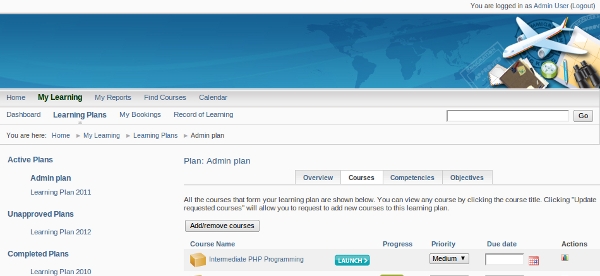 You are logged in as Admin User (Logout)
Home My Learning My Reports Find Courses Calendar
Dashboard Learning Plans My Bookings Record of Learning Go
You are here: Home ► My Learning ► Learning Plans ► Admin plan
Active Plans
Admin plan
Learning Plan 2011
Unapproved Plans
Learning Plan 2012
Completed Plans
Learning Plan 2010
Plan: Admin plan
Overview Courses Competencies Objectives
All the courses that form your learning plan are shown below. You can view any course by clicking the course title. Clicking "Update
requested courses" will allow you to request to add new courses to this learning plan.
Add/remove courses
Course Name Progress Priority Due date Actions
Intermediate PHP Programming LAUNCH Medium